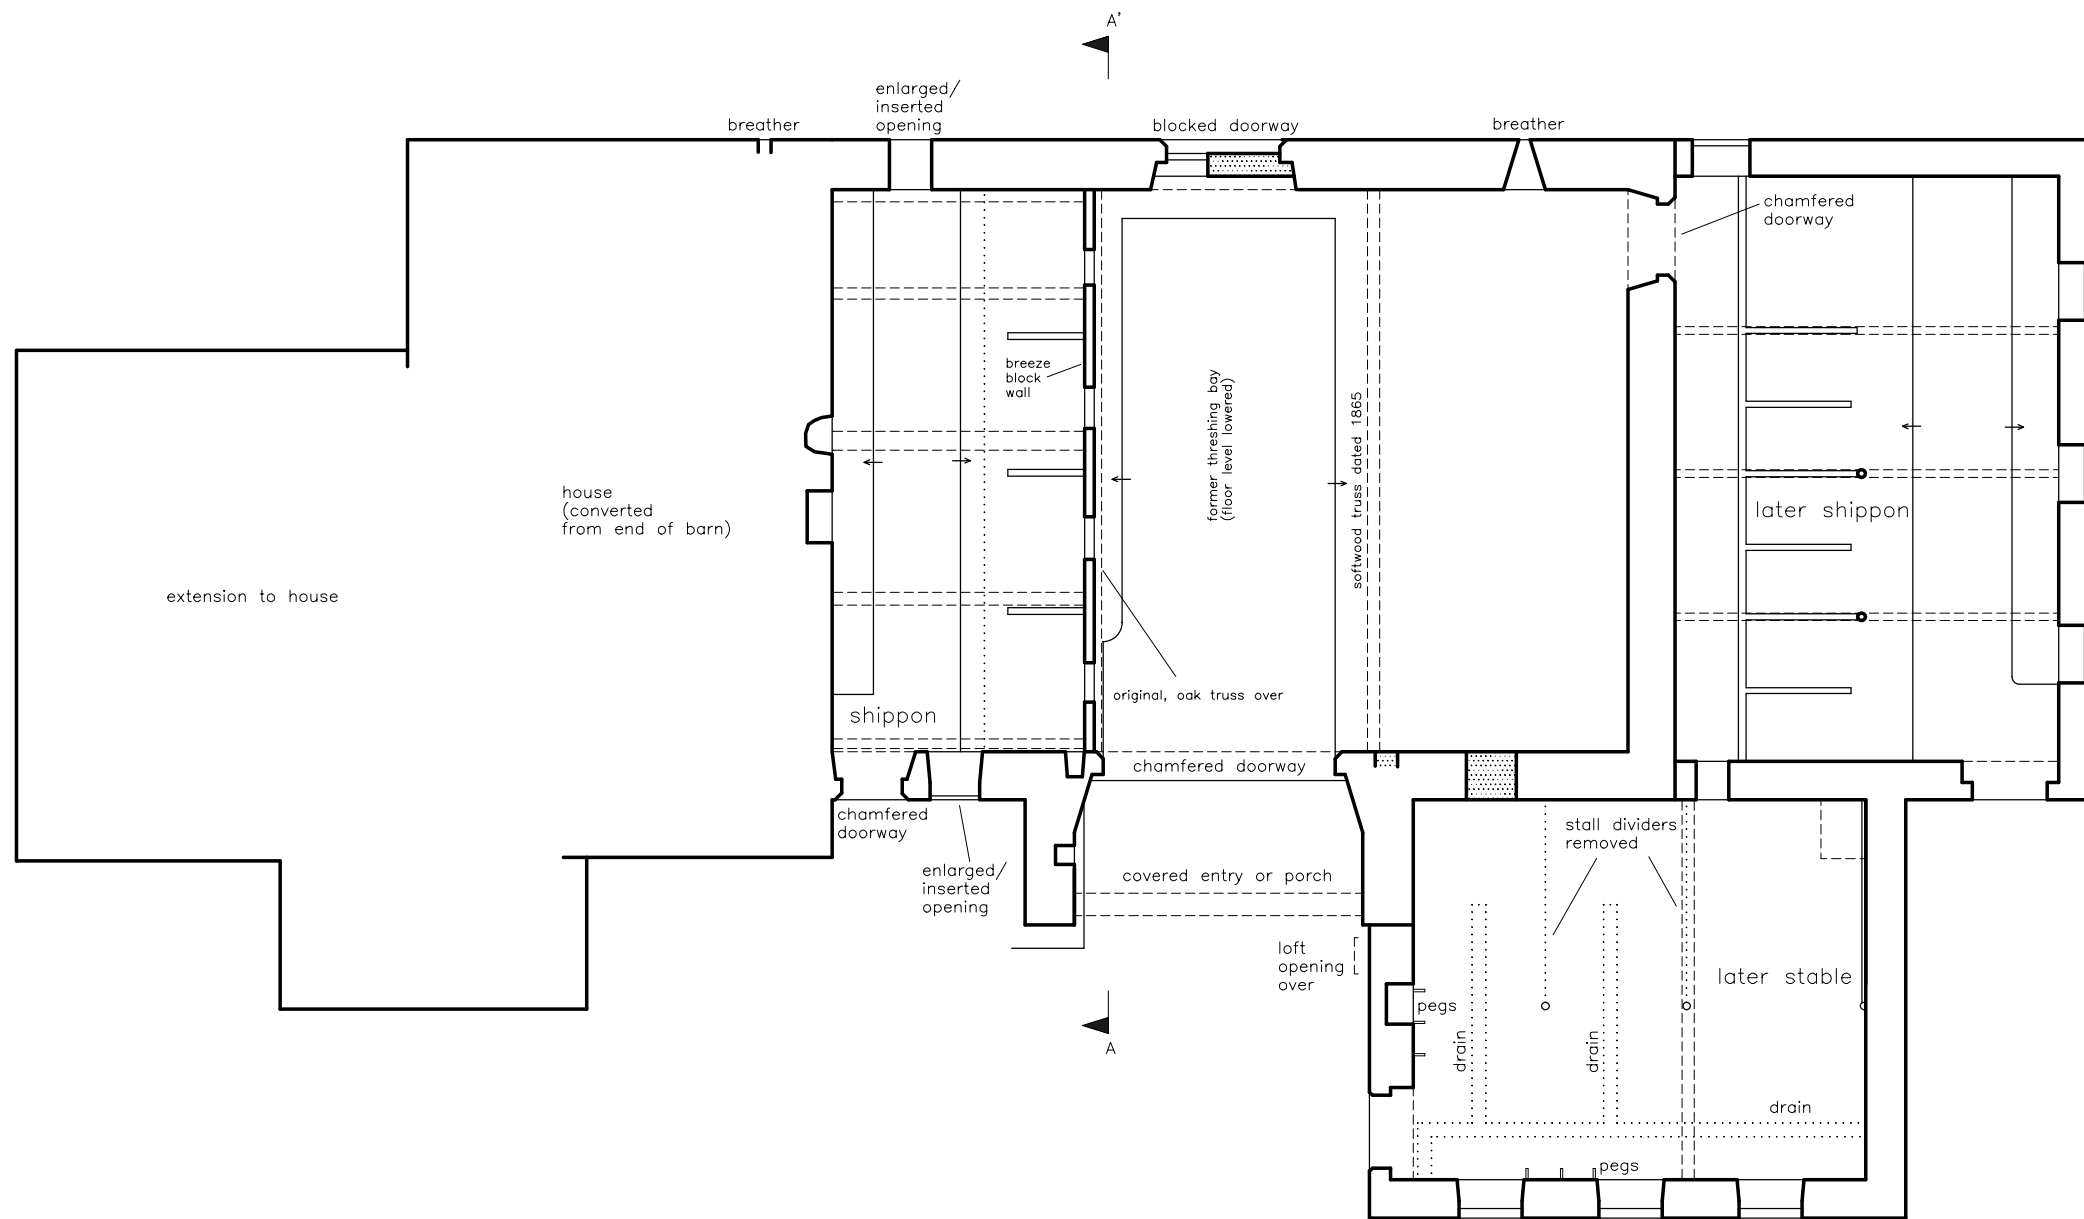 A'
enlarged/
inserted
opening
breather
blocked doorway
breather
chamfered
doorway
breeze
block
wall
former threshing bay
(floor level lowered)
softwood truss dated 1865
house
(converted
from end of barn)
later shippon
extension to house
original, oak truss over
shippon
chamfered doorway
chamfered
doorway
stall dividers
removed
enlarged/
inserted
opening
covered entry or porch
loft
opening
over
later stable
pegs
drain
drain
A
drain
pegs